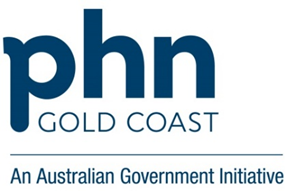 phn
GOLD COAST
An Australian Government Initiative